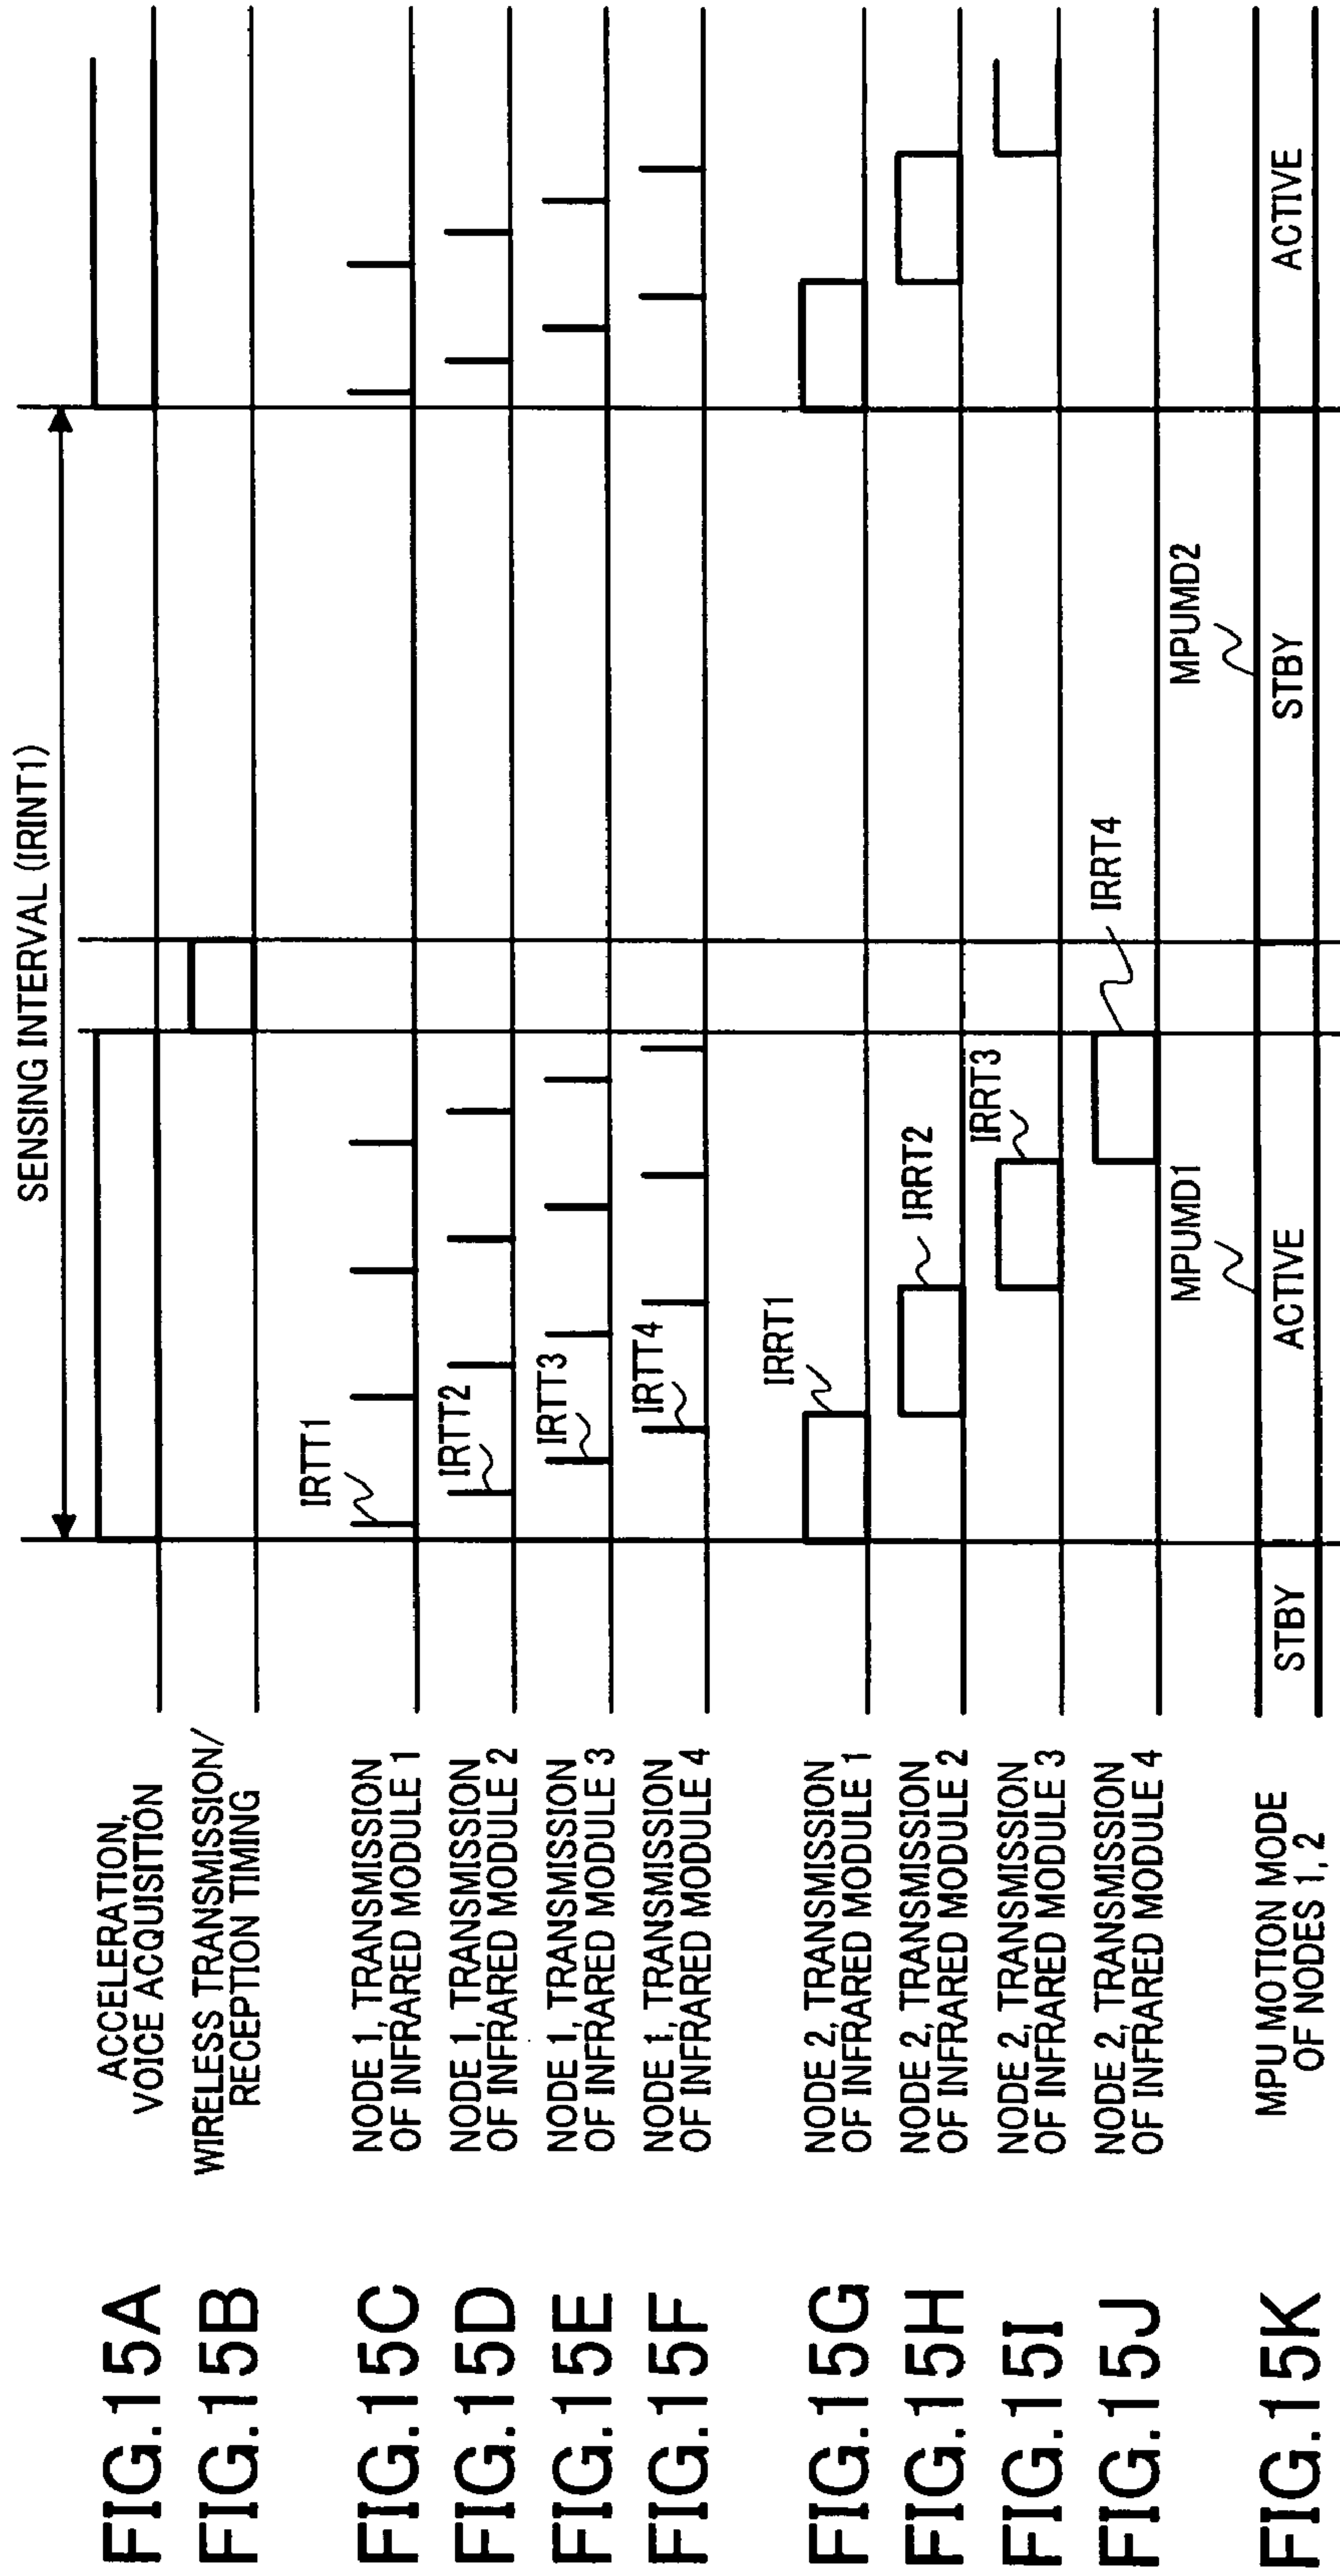 SENSING INTERVAL (IRINT1)
FIG.15A
ACCELERATION,
VOICE ACQUISITION
FIG.15B
WIRELESS TRANSMISSION/
RECEPTION TIMING
FIG.15C
NODE 1, TRANSMISSION
OF INFRARED MODULE 1
IRTT1
FIG.15D
NODE 1, TRANSMISSION
OF INFRARED MODULE 2
IRTT2
FIG.15E
NODE 1, TRANSMISSION
OF INFRARED MODULE 3
IRTT3
FIG.15F
NODE 1, TRANSMISSION
OF INFRARED MODULE 4
IRTT4
FIG.15G
NODE 2, TRANSMISSION
OF INFRARED MODULE 1
IRRT1
FIG.15H
NODE 2, TRANSMISSION
OF INFRARED MODULE 2
IRRT2
FIG.15I
NODE 2, TRANSMISSION
OF INFRARED MODULE 3
IRRT3
FIG.15J
NODE 2, TRANSMISSION
OF INFRARED MODULE 4
IRRT4
MPUMD1
MPUMD2
FIG.15K
MPU MOTION MODE
OF NODES 1, 2
STBY
ACTIVE
STBY
ACTIVE